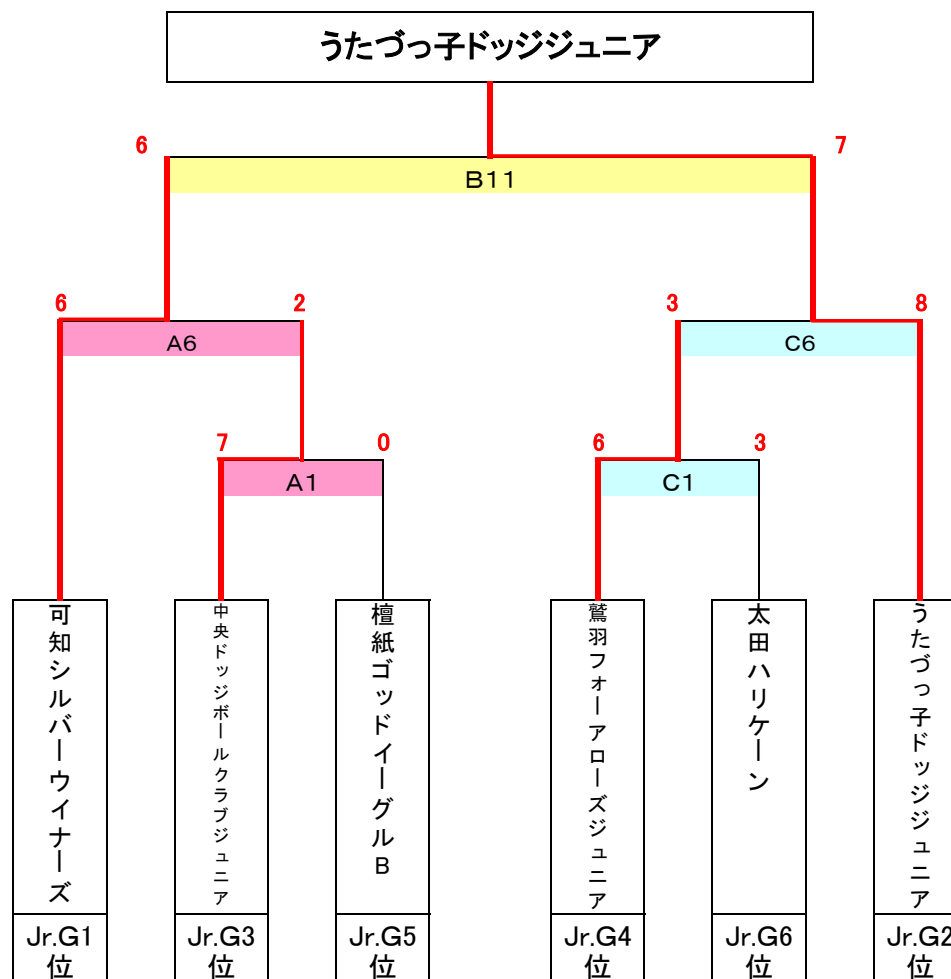 うたづっ子ドッジジュニア
6
7
B11
6
2
3
8
A6
C6
7
0
6
3
A1
C1
可知シルバーウイナーズ
中央ドッジボールクラブジュニア
檀紙ゴッドイーグルB
鷲羽フォーアローズジュニア
太田ハリケーン
うたづっ子ドッジジュニア
Jr.G1位
Jr.G3位
Jr.G5位
Jr.G4位
Jr.G6位
Jr.G2位